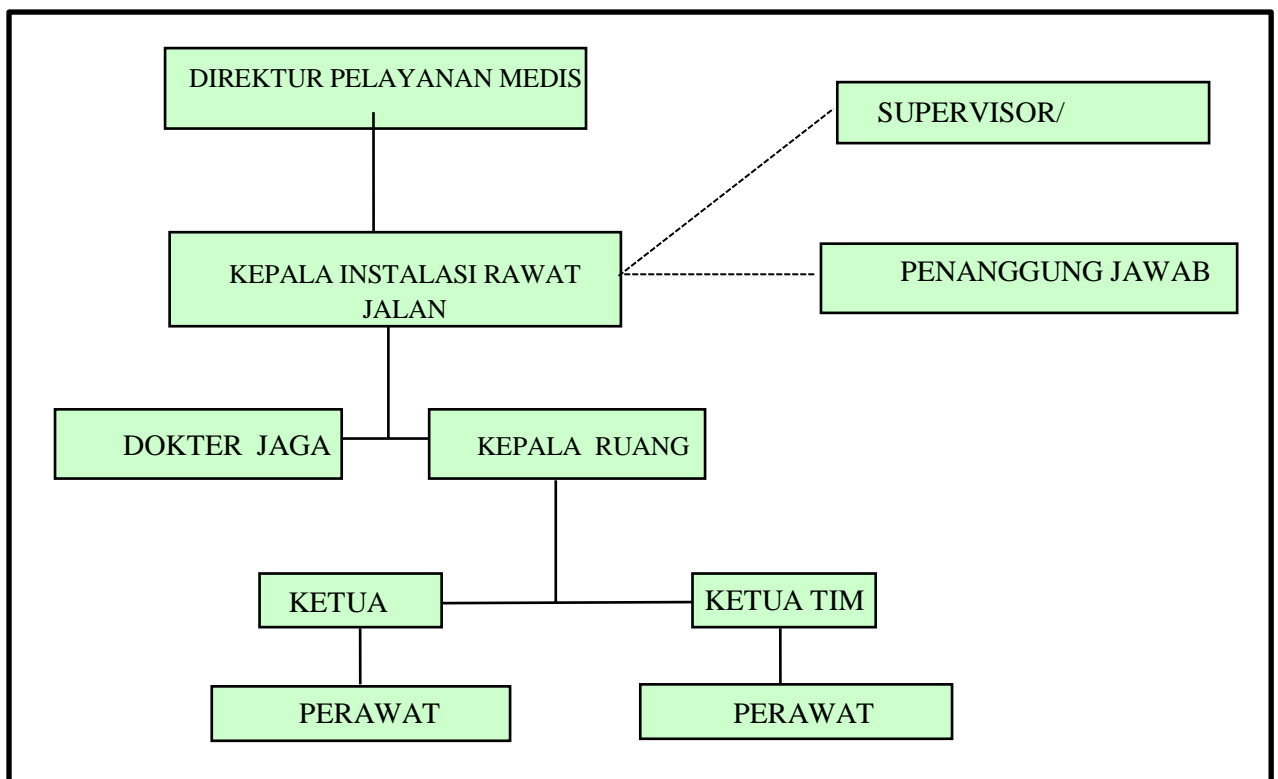 DIREKTUR PELAYANAN MEDIS
SUPERVISOR/
KEPALA INSTALASI RAWAT
JALAN
PENANGGUNG JAWAB
DOKTER JAGA
KEPALA RUANG
KETUA
KETUA TIM
PERAWAT
PERAWAT